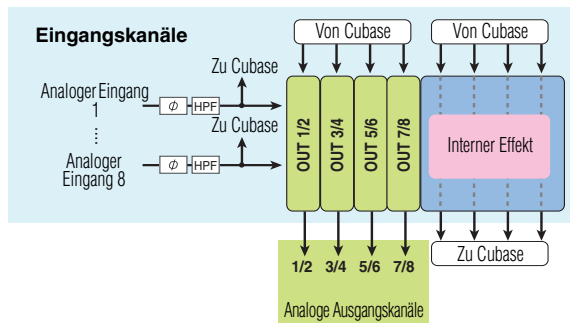 Eingangskanäle
Von Cubase
Von Cubase
Zu Cubase
Analoger Eingang
1
Φ
HPF
Zu Cubase
Analoger
Eingang 8
Φ
HPF
OUT 1/2
OUT 3/4
OUT 5/6
OUT 7/8
Interner Effekt
1/2
3/4
5/6
7/8
Zu Cubase
Analoge Ausgangskanäle